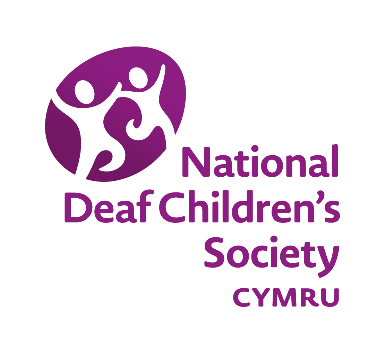 National
Deaf Children's
Society
CYMRU